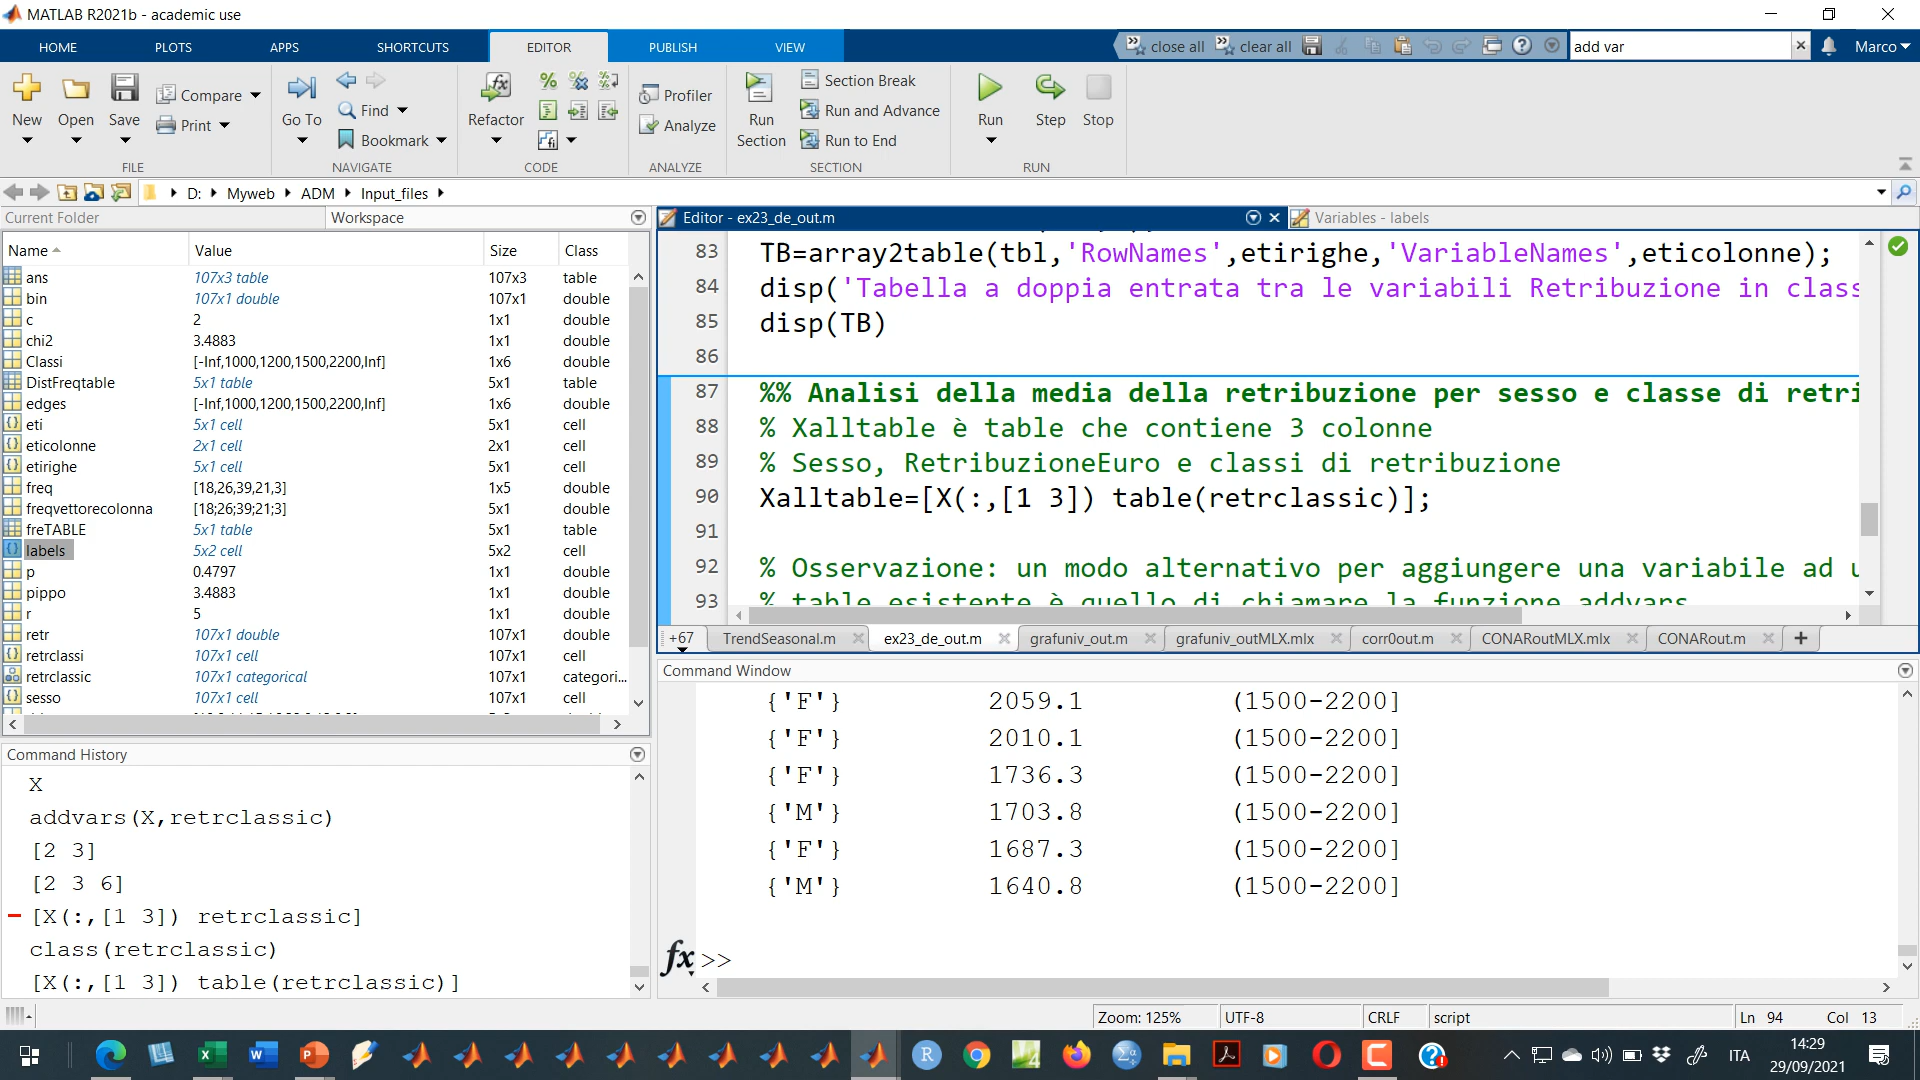 MATLAB R2021b - academic use
HOME PLOTS APPS SHORTCUTS EDITOR PUBLISH VIEW close all clear all add var Marco
New Open Save Compare Print Go To Find Bookmark Refactor Profiler Analyze Run Section Section Break Run and Advance Run to End Run Step Stop
FILE NAVIGATE CODE ANALYZE SECTION RUN
D: Myweb ADM Input_files
Current Folder Workspace
Name Value Size Class
ans 107x3 table 107x3 table
bin 107x1 double 107x1 double
c 2 1x1 double
chi2 3.4883 1x1 double
Classi [-Inf,1000,1200,1500,2200,Inf] 1x6 double
DistFreqtable 5x1 table 5x1 table
edges [-Inf,1000,1200,1500,2200,Inf] 1x6 double
eti 5x1 cell 5x1 cell
eticolonne 2x1 cell 2x1 cell
etirighe 5x1 cell 5x1 cell
freq [18,26,39,21,3] 1x5 double
freqvettorecolonna [18;26;39;21;3] 5x1 double
freTABLE 5x1 table 5x1 table
labels 5x2 cell 5x2 cell
p 0.4797 1x1 double
pippo 3.4883 1x1 double
r 5 1x1 double
retr 107x1 double 107x1 double
retrclassi 107x1 cell 107x1 cell
retrclassic 107x1 categorical 107x1 categori...
sesso 107x1 cell 107x1 cell
Command History
X
addvars(X,retrclassic)
[2 3]
[2 3 6]
[X(:,[1 3]) retrclassic]
class(retrclassic)
[X(:,[1 3]) table(retrclassic)]
Editor - ex23_de_out.m Variables - labels
83 TB=array2table(tbl,'RowNames',etirighe,'VariableNames',eticolonne);
84 disp('Tabella a doppia entrata tra le variabili Retribuzione in class
85 disp(TB)
86
87 %% Analisi della media della retribuzione per sesso e classe di retri
88 % Xalltable è table che contiene 3 colonne
89 % Sesso, RetribuzioneEuro e classi di retribuzione
90 Xalltable=[X(:,[1 3]) table(retrclassic)];
91
92 % Osservazione: un modo alternativo per aggiungere una variabile ad u
93 % table esistente è quello di chiamare la funzione addvars
+67 TrendSeasonal.m ex23_de_out.m grafuniv_out.m grafuniv_outMLX.mlx corr0out.m CONARoutMLX.mlx CONARout.m +
Command Window
{'F'} 2059.1 (1500-2200]
{'F'} 2010.1 (1500-2200]
{'F'} 1736.3 (1500-2200]
{'M'} 1703.8 (1500-2200]
{'F'} 1687.3 (1500-2200]
{'M'} 1640.8 (1500-2200]
fx >>
Zoom: 125% UTF-8 CRLF script Ln 94 Col 13
ITA 14:29
29/09/2021